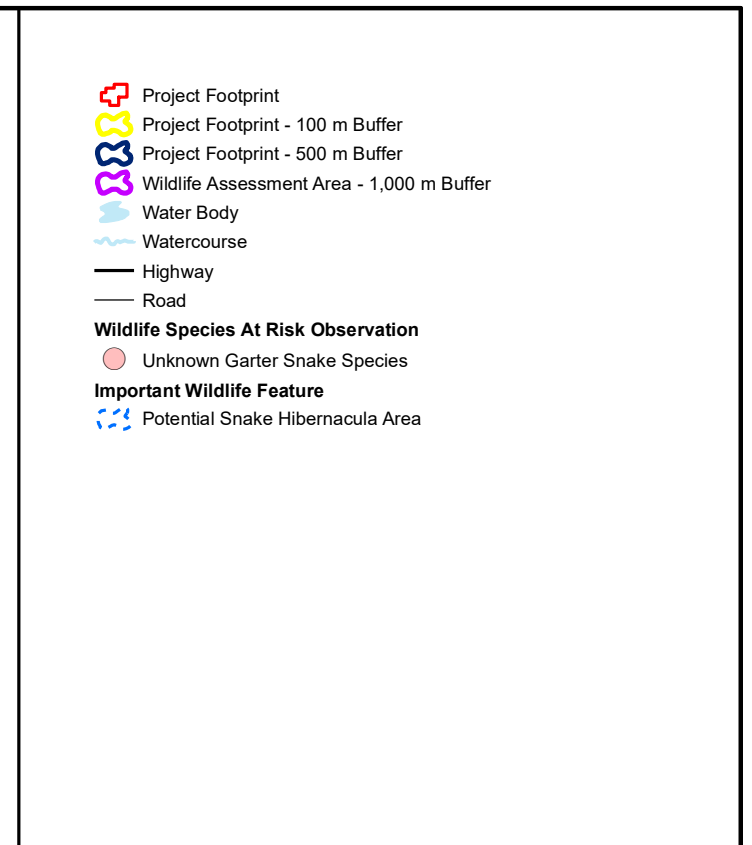 Project Footprint
Project Footprint - 100 m Buffer
Project Footprint - 500 m Buffer
Wildlife Assessment Area - 1,000 m Buffer
Water Body
Watercourse
Highway
Road
Wildlife Species At Risk Observation
Unknown Garter Snake Species
Important Wildlife Feature
Potential Snake Hibernacula Area